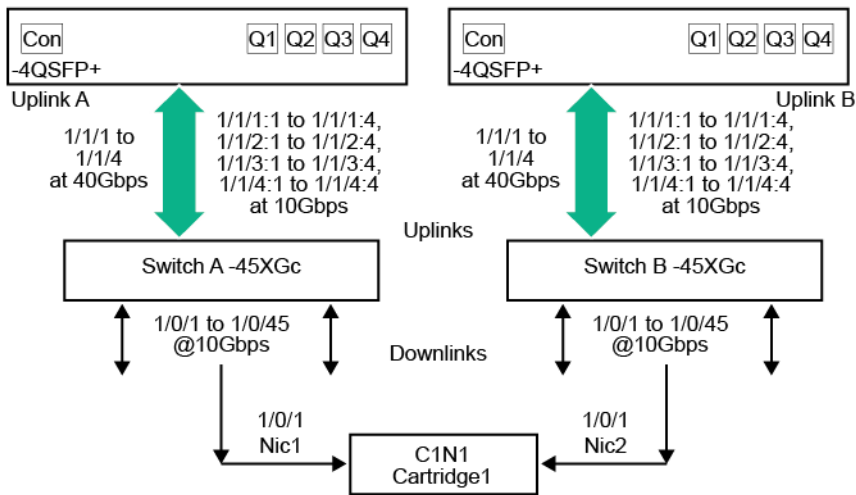 Con Q1 Q2 Q3 Q4
-4QSFP+
Uplink A
1/1/1 to
1/1/4
at 40Gbps
1/1/1:1 to 1/1/1:4,
1/1/2:1 to 1/1/2:4,
1/1/3:1 to 1/1/3:4,
1/1/4:1 to 1/1/4:4
at 10Gbps
Con Q1 Q2 Q3 Q4
-4QSFP+
Uplink B
1/1/1 to
1/1/4
at 40Gbps
1/1/1:1 to 1/1/1:4,
1/1/2:1 to 1/1/2:4,
1/1/3:1 to 1/1/3:4,
1/1/4:1 to 1/1/4:4
at 10Gbps
Uplinks
Switch A -45XGc
Switch B -45XGc
1/0/1 to 1/0/45
@10Gbps
Downlinks
1/0/1 to 1/0/45
@10Gbps
1/0/1
Nic1
C1N1
Cartridge1
1/0/1
Nic2